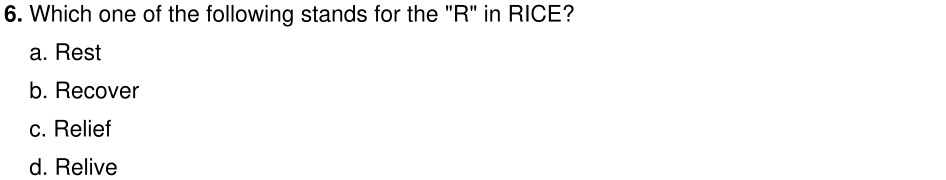 6. Which one of the following stands for the "R" in RICE?
a. Rest
b. Recover
c. Relief
d. Relive